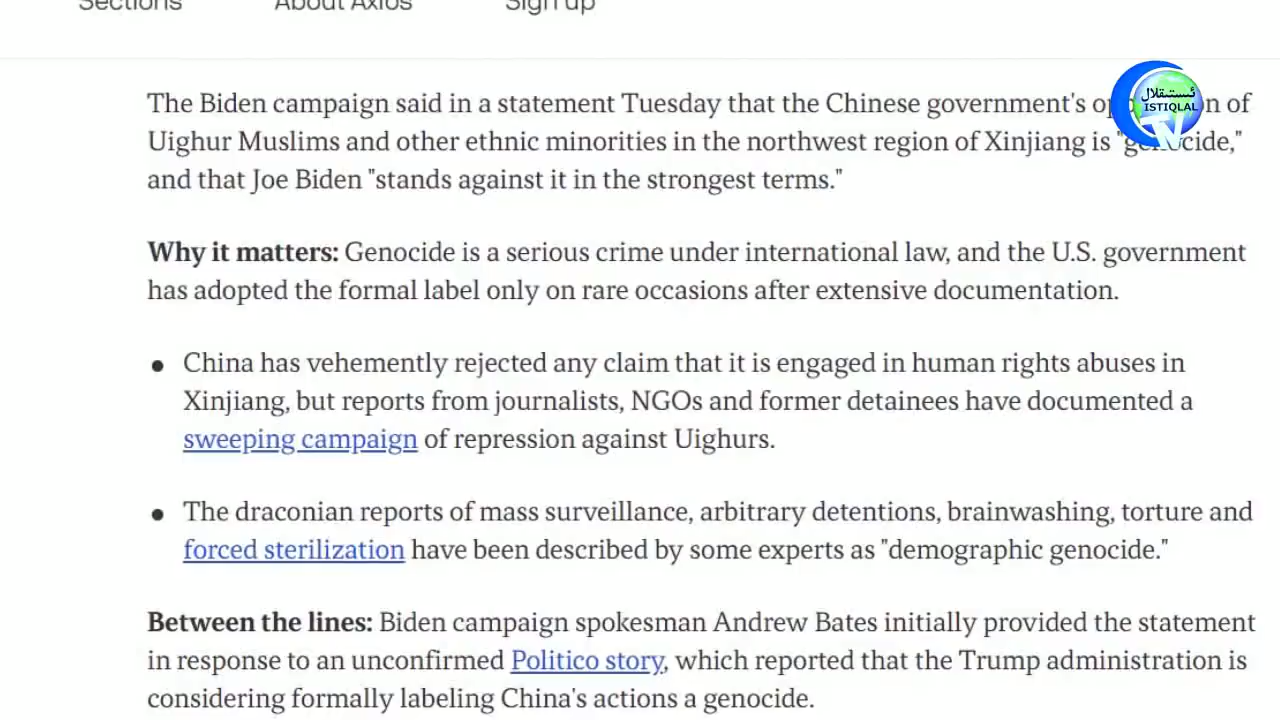 Sections About Axios Sign up
ئىستىقلال
ISTIQLAL
TV
The Biden campaign said in a statement Tuesday that the Chinese government's of
Uighur Muslims and other ethnic minorities in the northwest region of Xinjiang is "genocide,"
and that Joe Biden "stands against it in the strongest terms."
Why it matters: Genocide is a serious crime under international law, and the U.S. government
has adopted the formal label only on rare occasions after extensive documentation.
• China has vehemently rejected any claim that it is engaged in human rights abuses in
Xinjiang, but reports from journalists, NGOs and former detainees have documented a
sweeping campaign of repression against Uighurs.
• The draconian reports of mass surveillance, arbitrary detentions, brainwashing, torture and
forced sterilization have been described by some experts as "demographic genocide."
Between the lines: Biden campaign spokesman Andrew Bates initially provided the statement
in response to an unconfirmed Politico story, which reported that the Trump administration is
considering formally labeling China's actions a genocide.